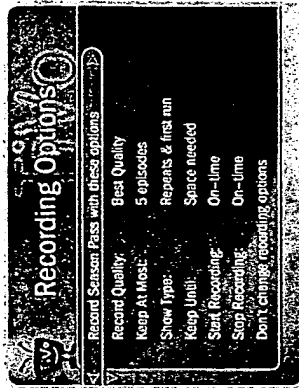 Recording Options
Record Season Pass with these options
Record Quality: Best Quality
Keep At Most: 5 episodes
Show Type: Repeats & first run
Keep Until: Space needed
Start Recording: On-time
Stop Recording: On-time
Don't change recording options